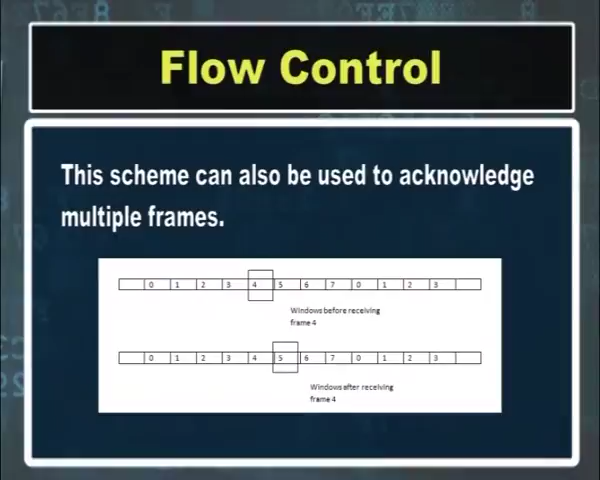 Flow Control
This scheme can also be used to acknowledge
multiple frames.
0 1 2 3 4 5 6 7 0 1 2 3
Windows before receiving
frame 4
0 1 2 3 4 5 6 7 0 1 2 3
Windows after receiving
frame 4